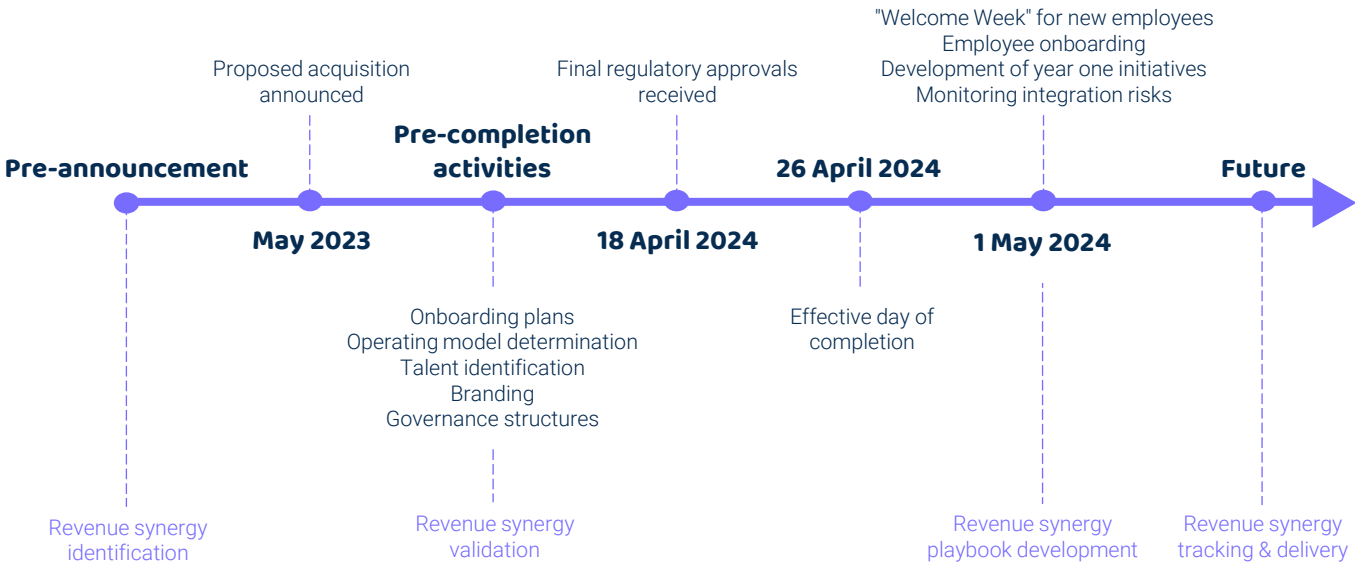 "Welcome Week" for new employees
Employee onboarding
Development of year one initiatives
Monitoring integration risks
Proposed acquisition
announced
Final regulatory approvals
received
Pre-announcement
Pre-completion
activities
26 April 2024
Future
May 2023
18 April 2024
1 May 2024
Onboarding plans
Operating model determination
Talent identification
Branding
Governance structures
Effective day of
completion
Revenue synergy
identification
Revenue synergy
validation
Revenue synergy
playbook development
Revenue synergy
tracking & delivery